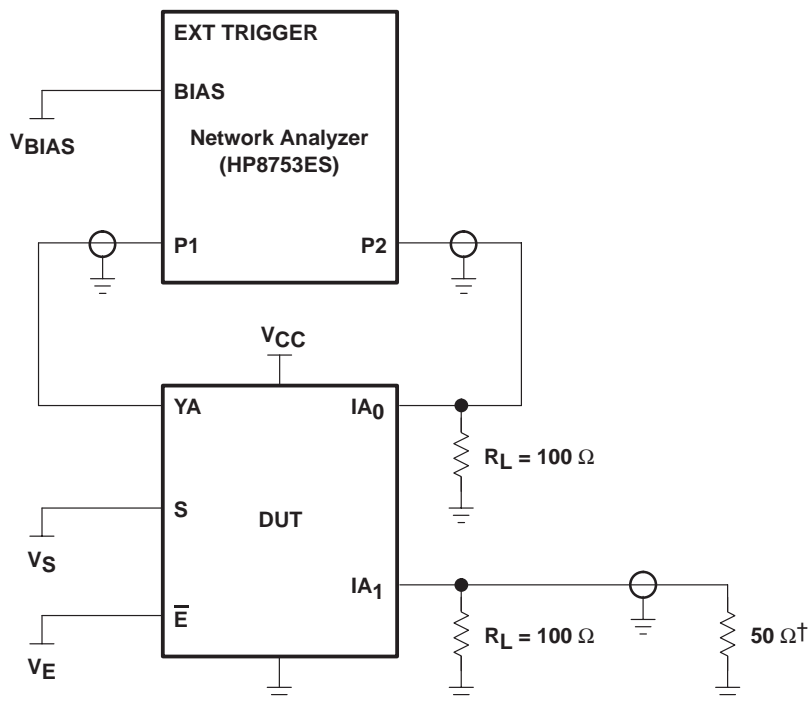 EXT TRIGGER
BIAS
VBIAS
Network Analyzer
(HP8753ES)
P1
P2
VCC
YA
IA0
RL = 100 Ω
S
DUT
VS
IA1
E̅
RL = 100 Ω
50 Ω†
VE